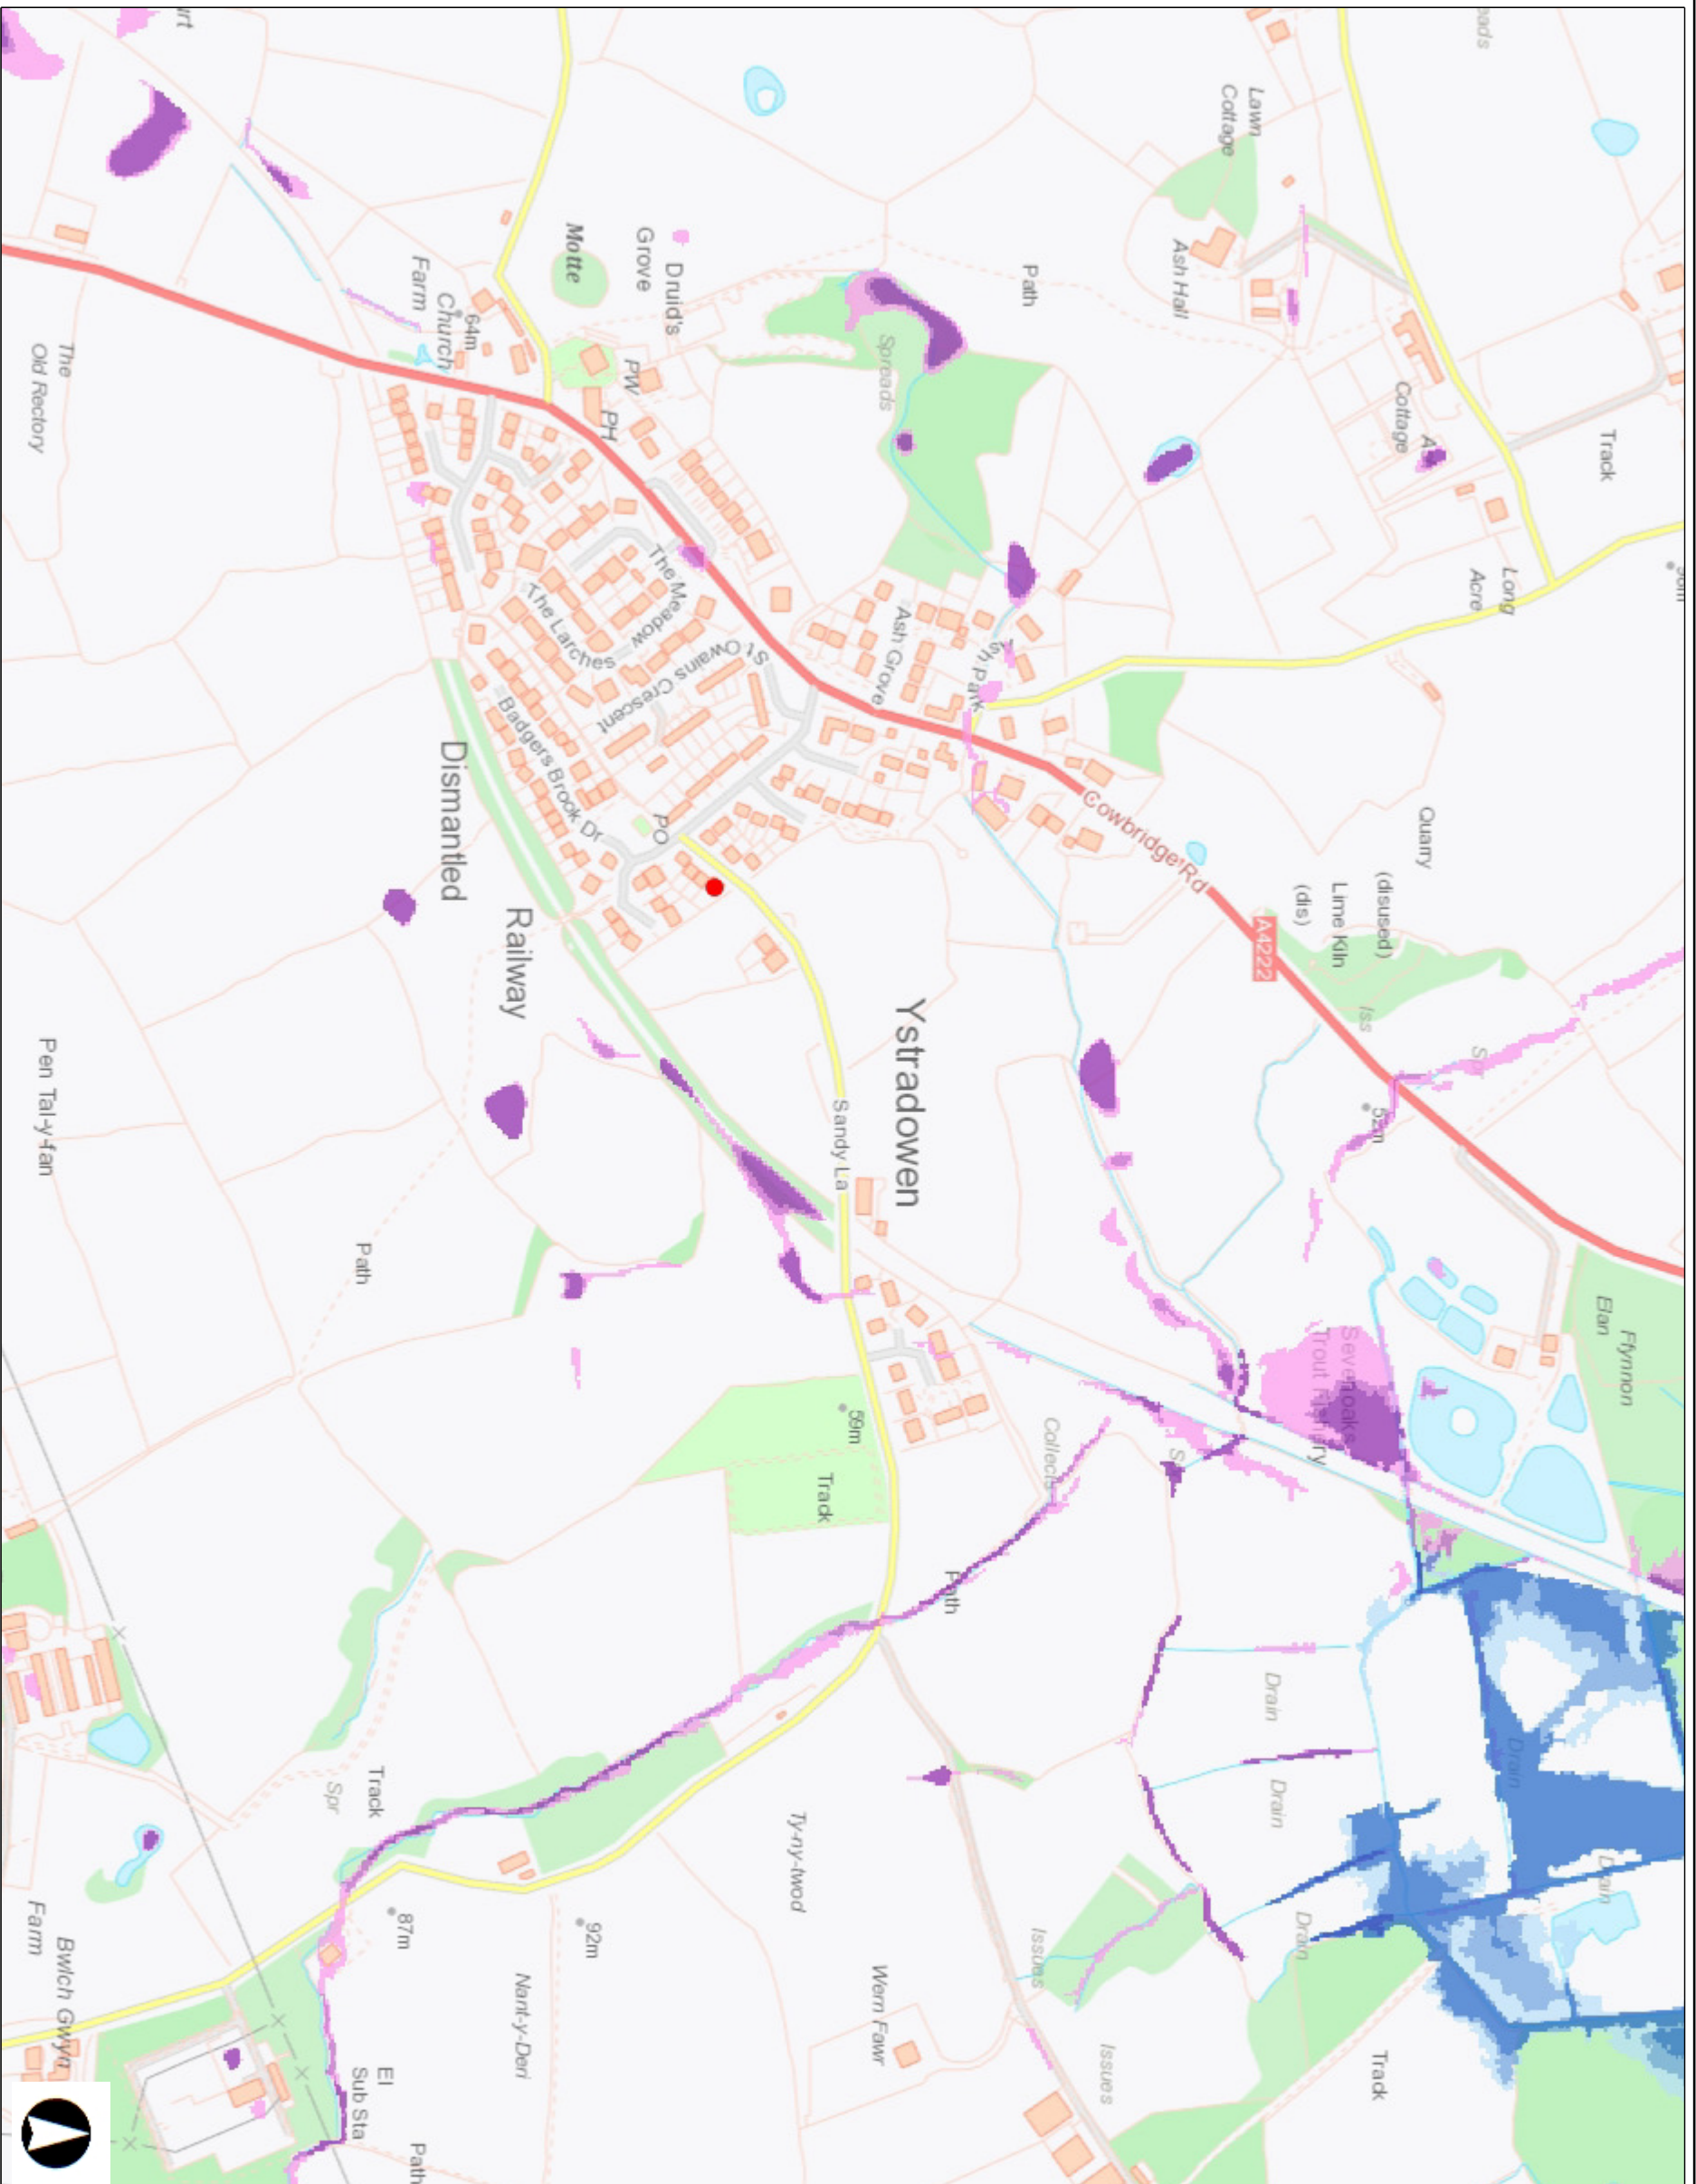 Track
Long
Acre
Quarry
(disused)
Lime Kiln
(dis)
Iss
52m
Ffynnon
Elan
Sevenoaks
Trout Fishery
Lawn
Cottage
Ash Hall
Cottage
Cowbridge Rd
A4222
Path
Spreads
Ash Grove
Druid's
Grove
Motte
PW
PH
64m
Church
Farm
The Meadow
The Larches
St Owains Crescent
Badgers Brook Dr
PO
Ystradowen
Sandy La
Dismantled
Railway
The
Old Rectory
Pen Tal-y-fan
Path
59m
Track
Collects
Path
Drain
Drain
Drain
Drain
Drain
Track
Issues
Issues
Wern Fawr
Ty-ny-twod
92m
87m
Nant-y-Deri
Track
Spr
El
Sub Sta
Path
Bwlch Gwyn
Farm